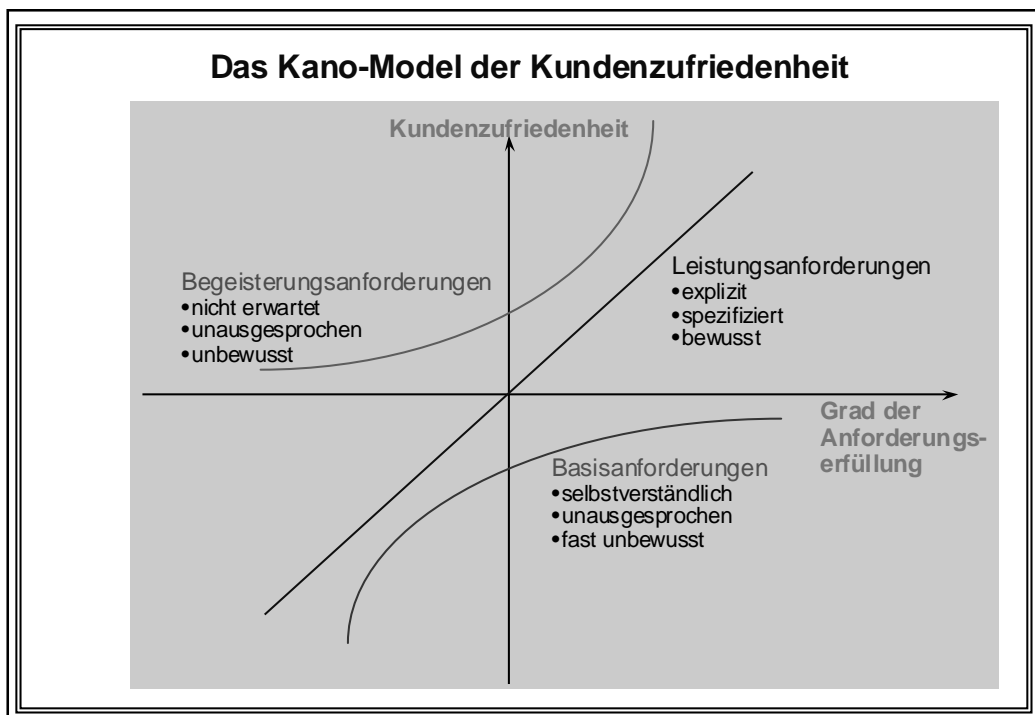 Das Kano-Model der Kundenzufriedenheit
Kundenzufriedenheit
Begeisterungsanforderungen
•nicht erwartet
•unausgesprochen
•unbewusst
Leistungsanforderungen
•explizit
•spezifiziert
•bewusst
Grad der
Anforderungs-
erfüllung
Basisanforderungen
•selbstverständlich
•unausgesprochen
•fast unbewusst